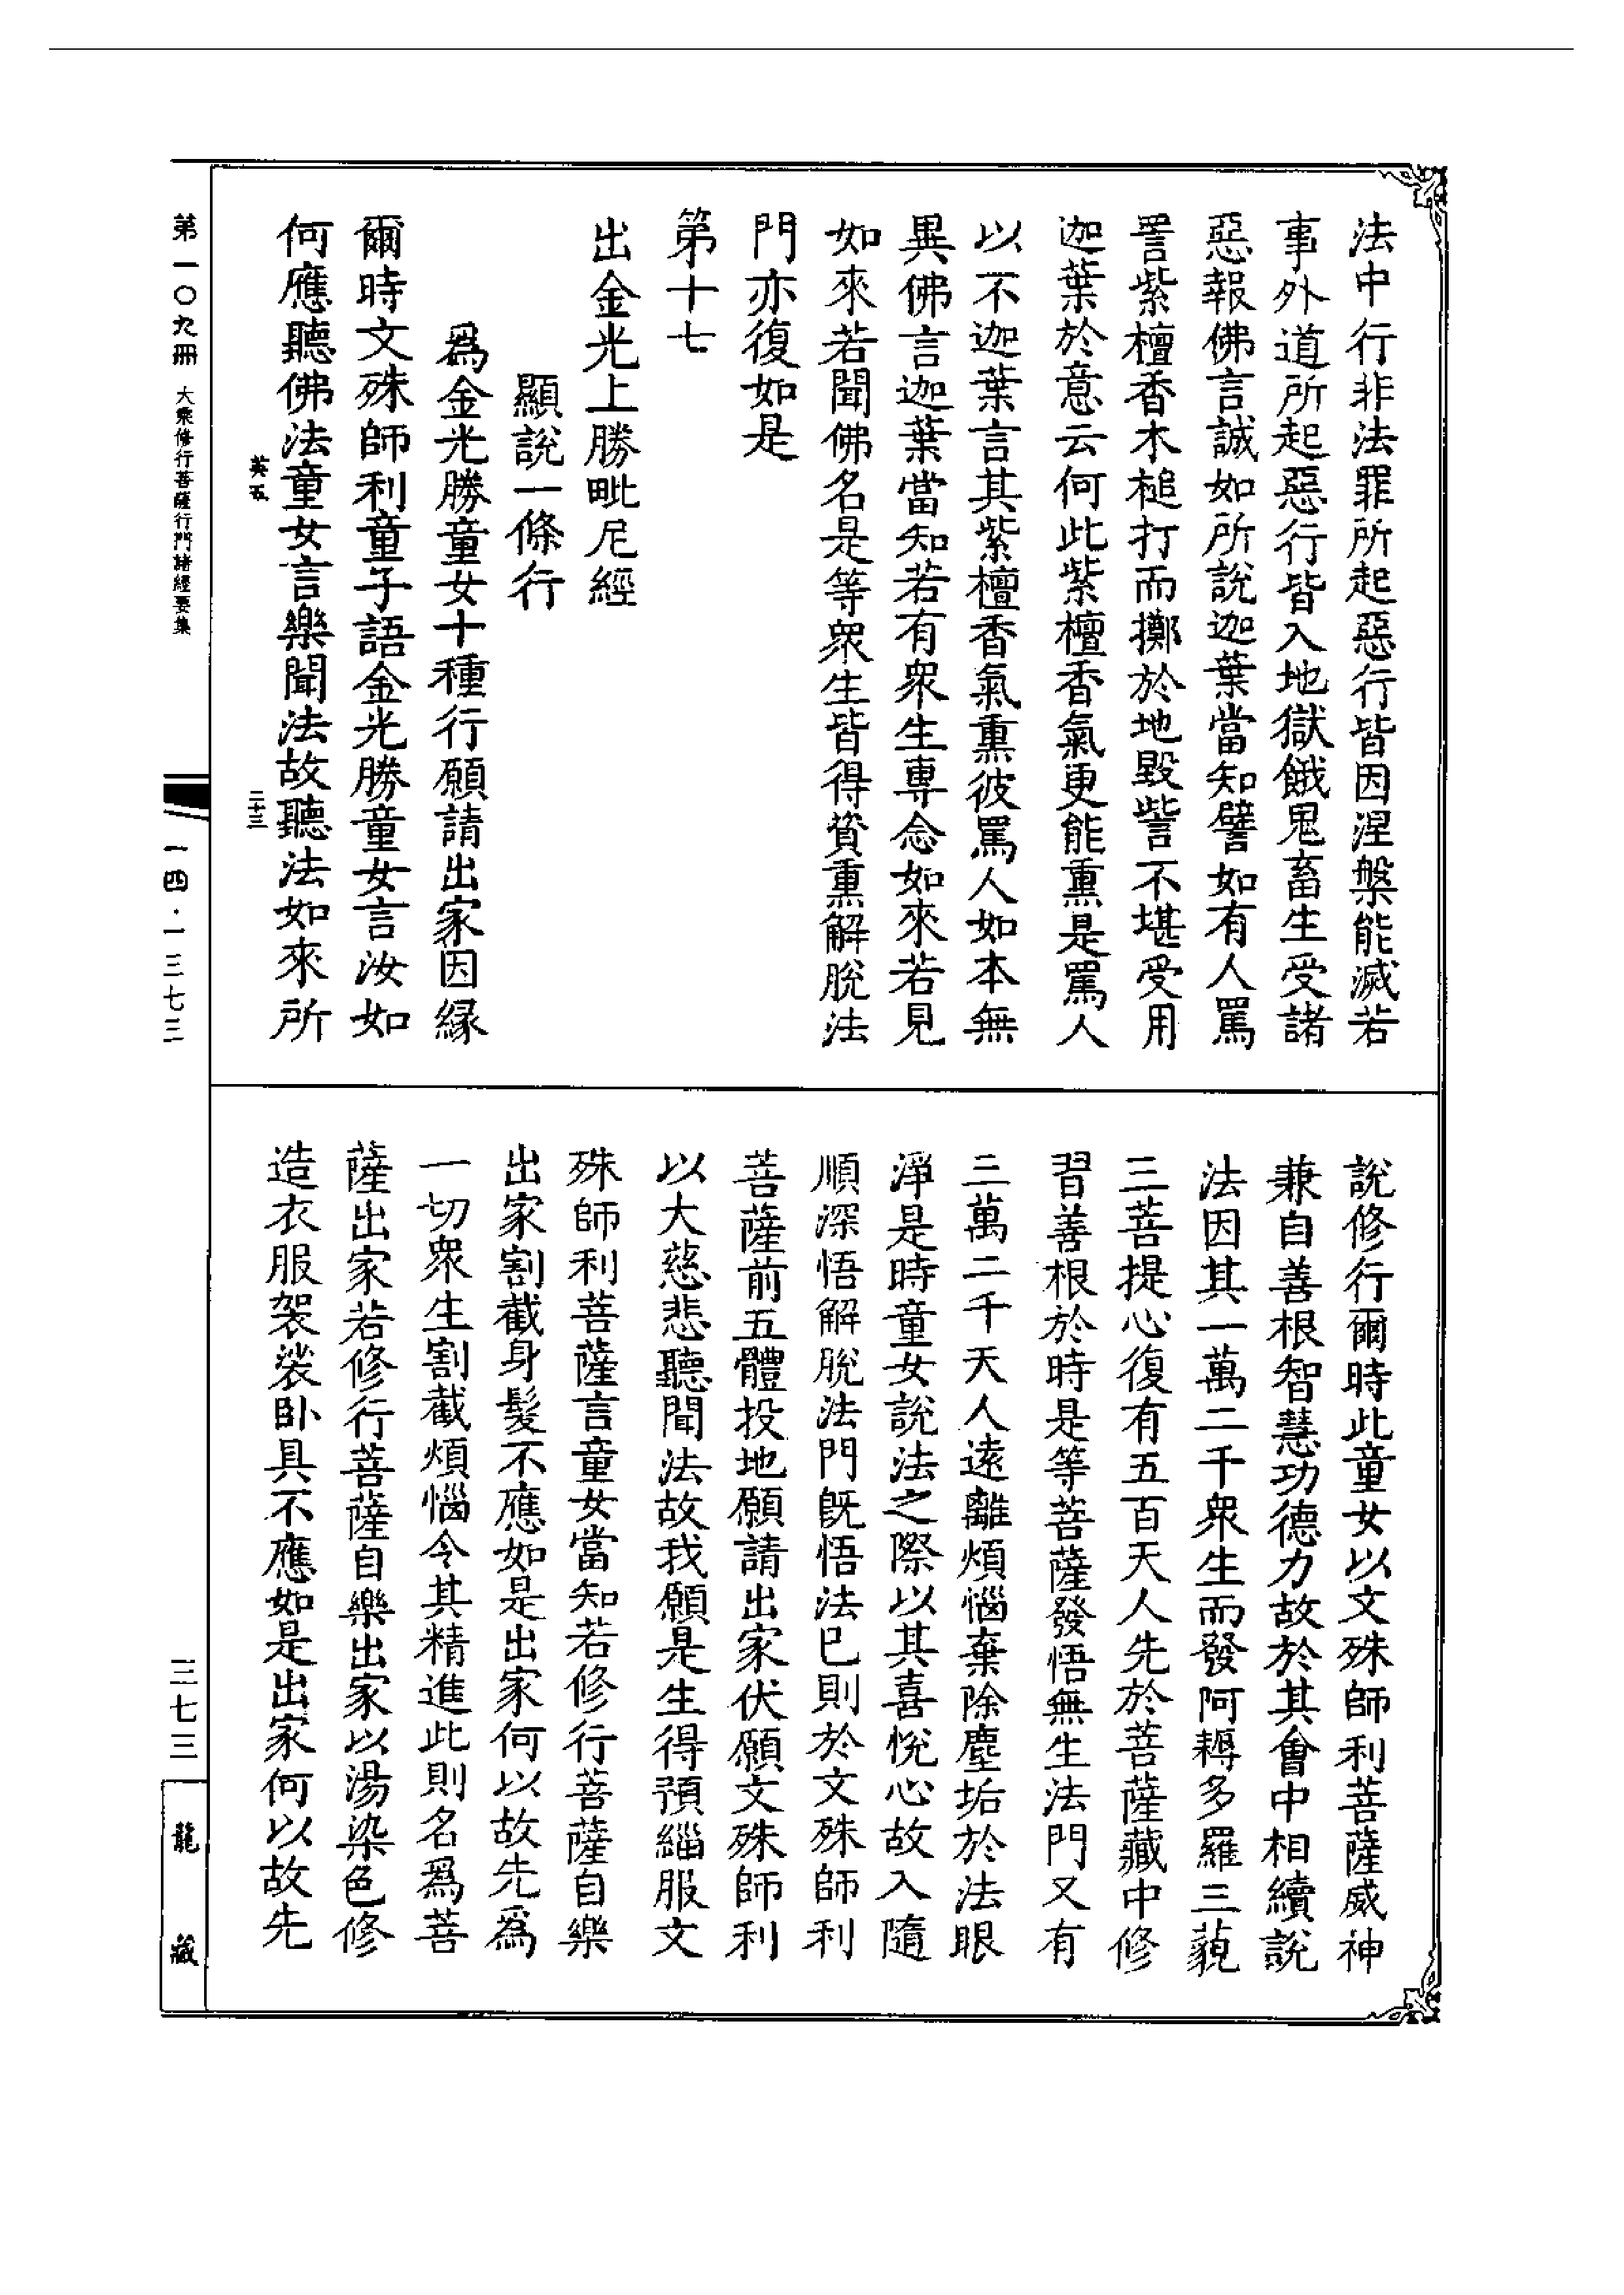 法中行非法罪所起惡行皆因涅槃能滅若
事外道所起惡行皆入地獄餓鬼畜生受諸
惡報佛言誠如所說迦葉當知譬如有人罵
詈紫檀香木槌打而擲於地毀訾不堪受用
迦葉於意云何此紫檀香氣更能熏是罵人
以不迦葉言其紫檀香氣熏彼罵人如本無
異佛言迦葉當知若有衆生專念如來若見
如來若聞佛名是等衆生皆得資熏解脫法
門亦復如是
第十七
出金光上勝毗尼經
顯說一條行
爲金光勝童女十種行願請出家因緣
爾時文殊師利童子語金光勝童女言汝如
何應聽佛法童女言樂聞法故聽法如來所
英五
二十三
說修行爾時此童女以文殊師利菩薩威神
兼自善根智慧功德力故於其會中相續說
法因其一萬二千衆生而發阿耨多羅三藐
三菩提心復有五百天人先於菩薩藏中修
習善根於時是等菩薩發悟無生法門又有
三萬二千天人遠離煩惱棄除塵垢於法眼
淨是時童女說法之際以其喜悅心故入隨
順深悟解脫法門既悟法已則於文殊師利
菩薩前五體投地願請出家伏願文殊師利
以大慈悲聽聞法故我願是生得預緇服文
殊師利菩薩言童女當知若修行菩薩自樂
出家割截身髮不應如是出家何以故先爲
一切衆生割截煩惱令其精進此則名爲菩
薩出家若修行菩薩自樂出家以湯染色修
造衣服袈裟卧具不應如是出家何以故先
第一〇九冊
大乘修行菩薩行門諸經要集
一四·一三七三
三七三
龍藏